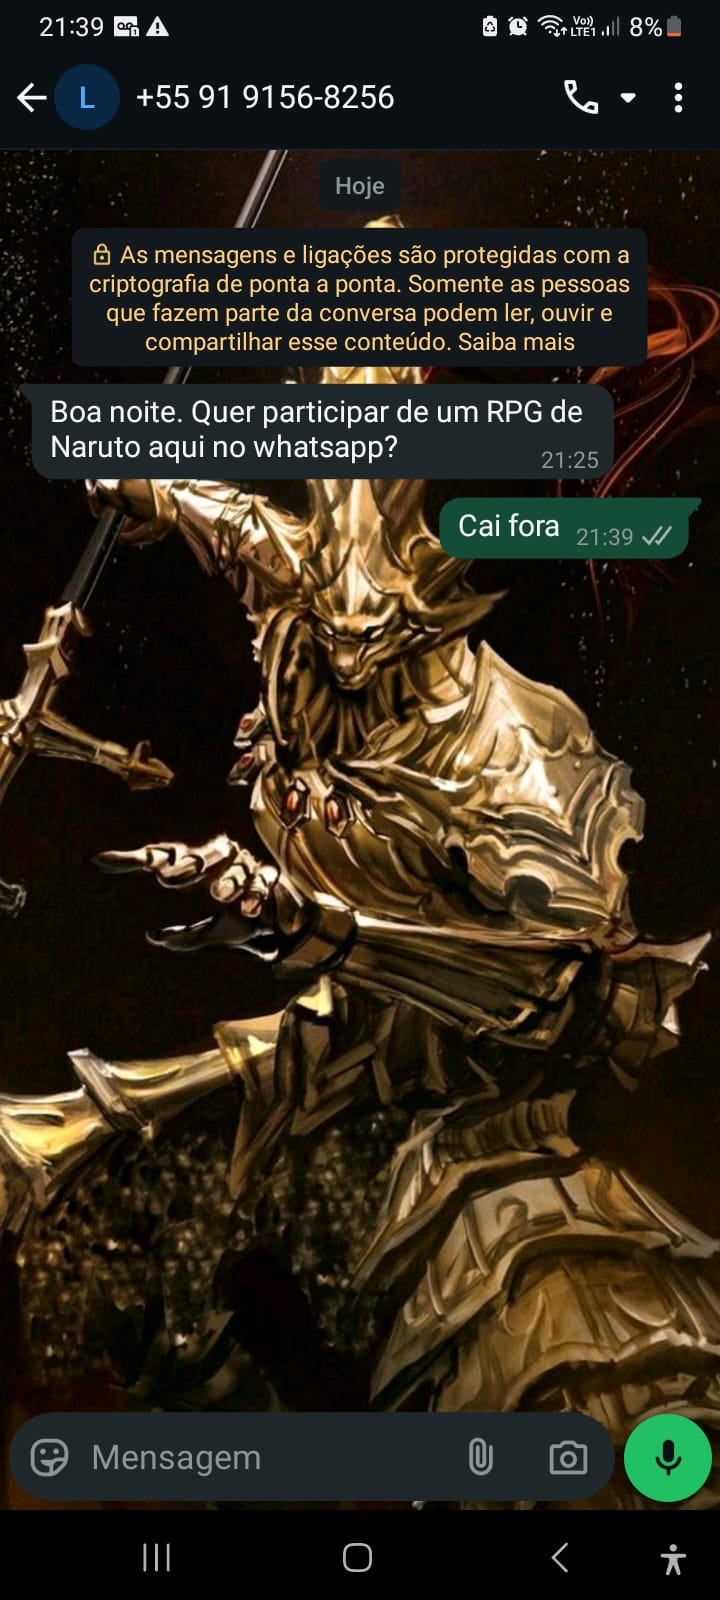 21:39
Vo))
LTE1
8%
L
+55 91 9156-8256
Hoje
As mensagens e ligações são protegidas com a
criptografia de ponta a ponta. Somente as pessoas
que fazem parte da conversa podem ler, ouvir e
compartilhar esse conteúdo. Saiba mais
Boa noite. Quer participar de um RPG de
Naruto aqui no whatsapp?
21:25
Cai fora
21:39
Mensagem